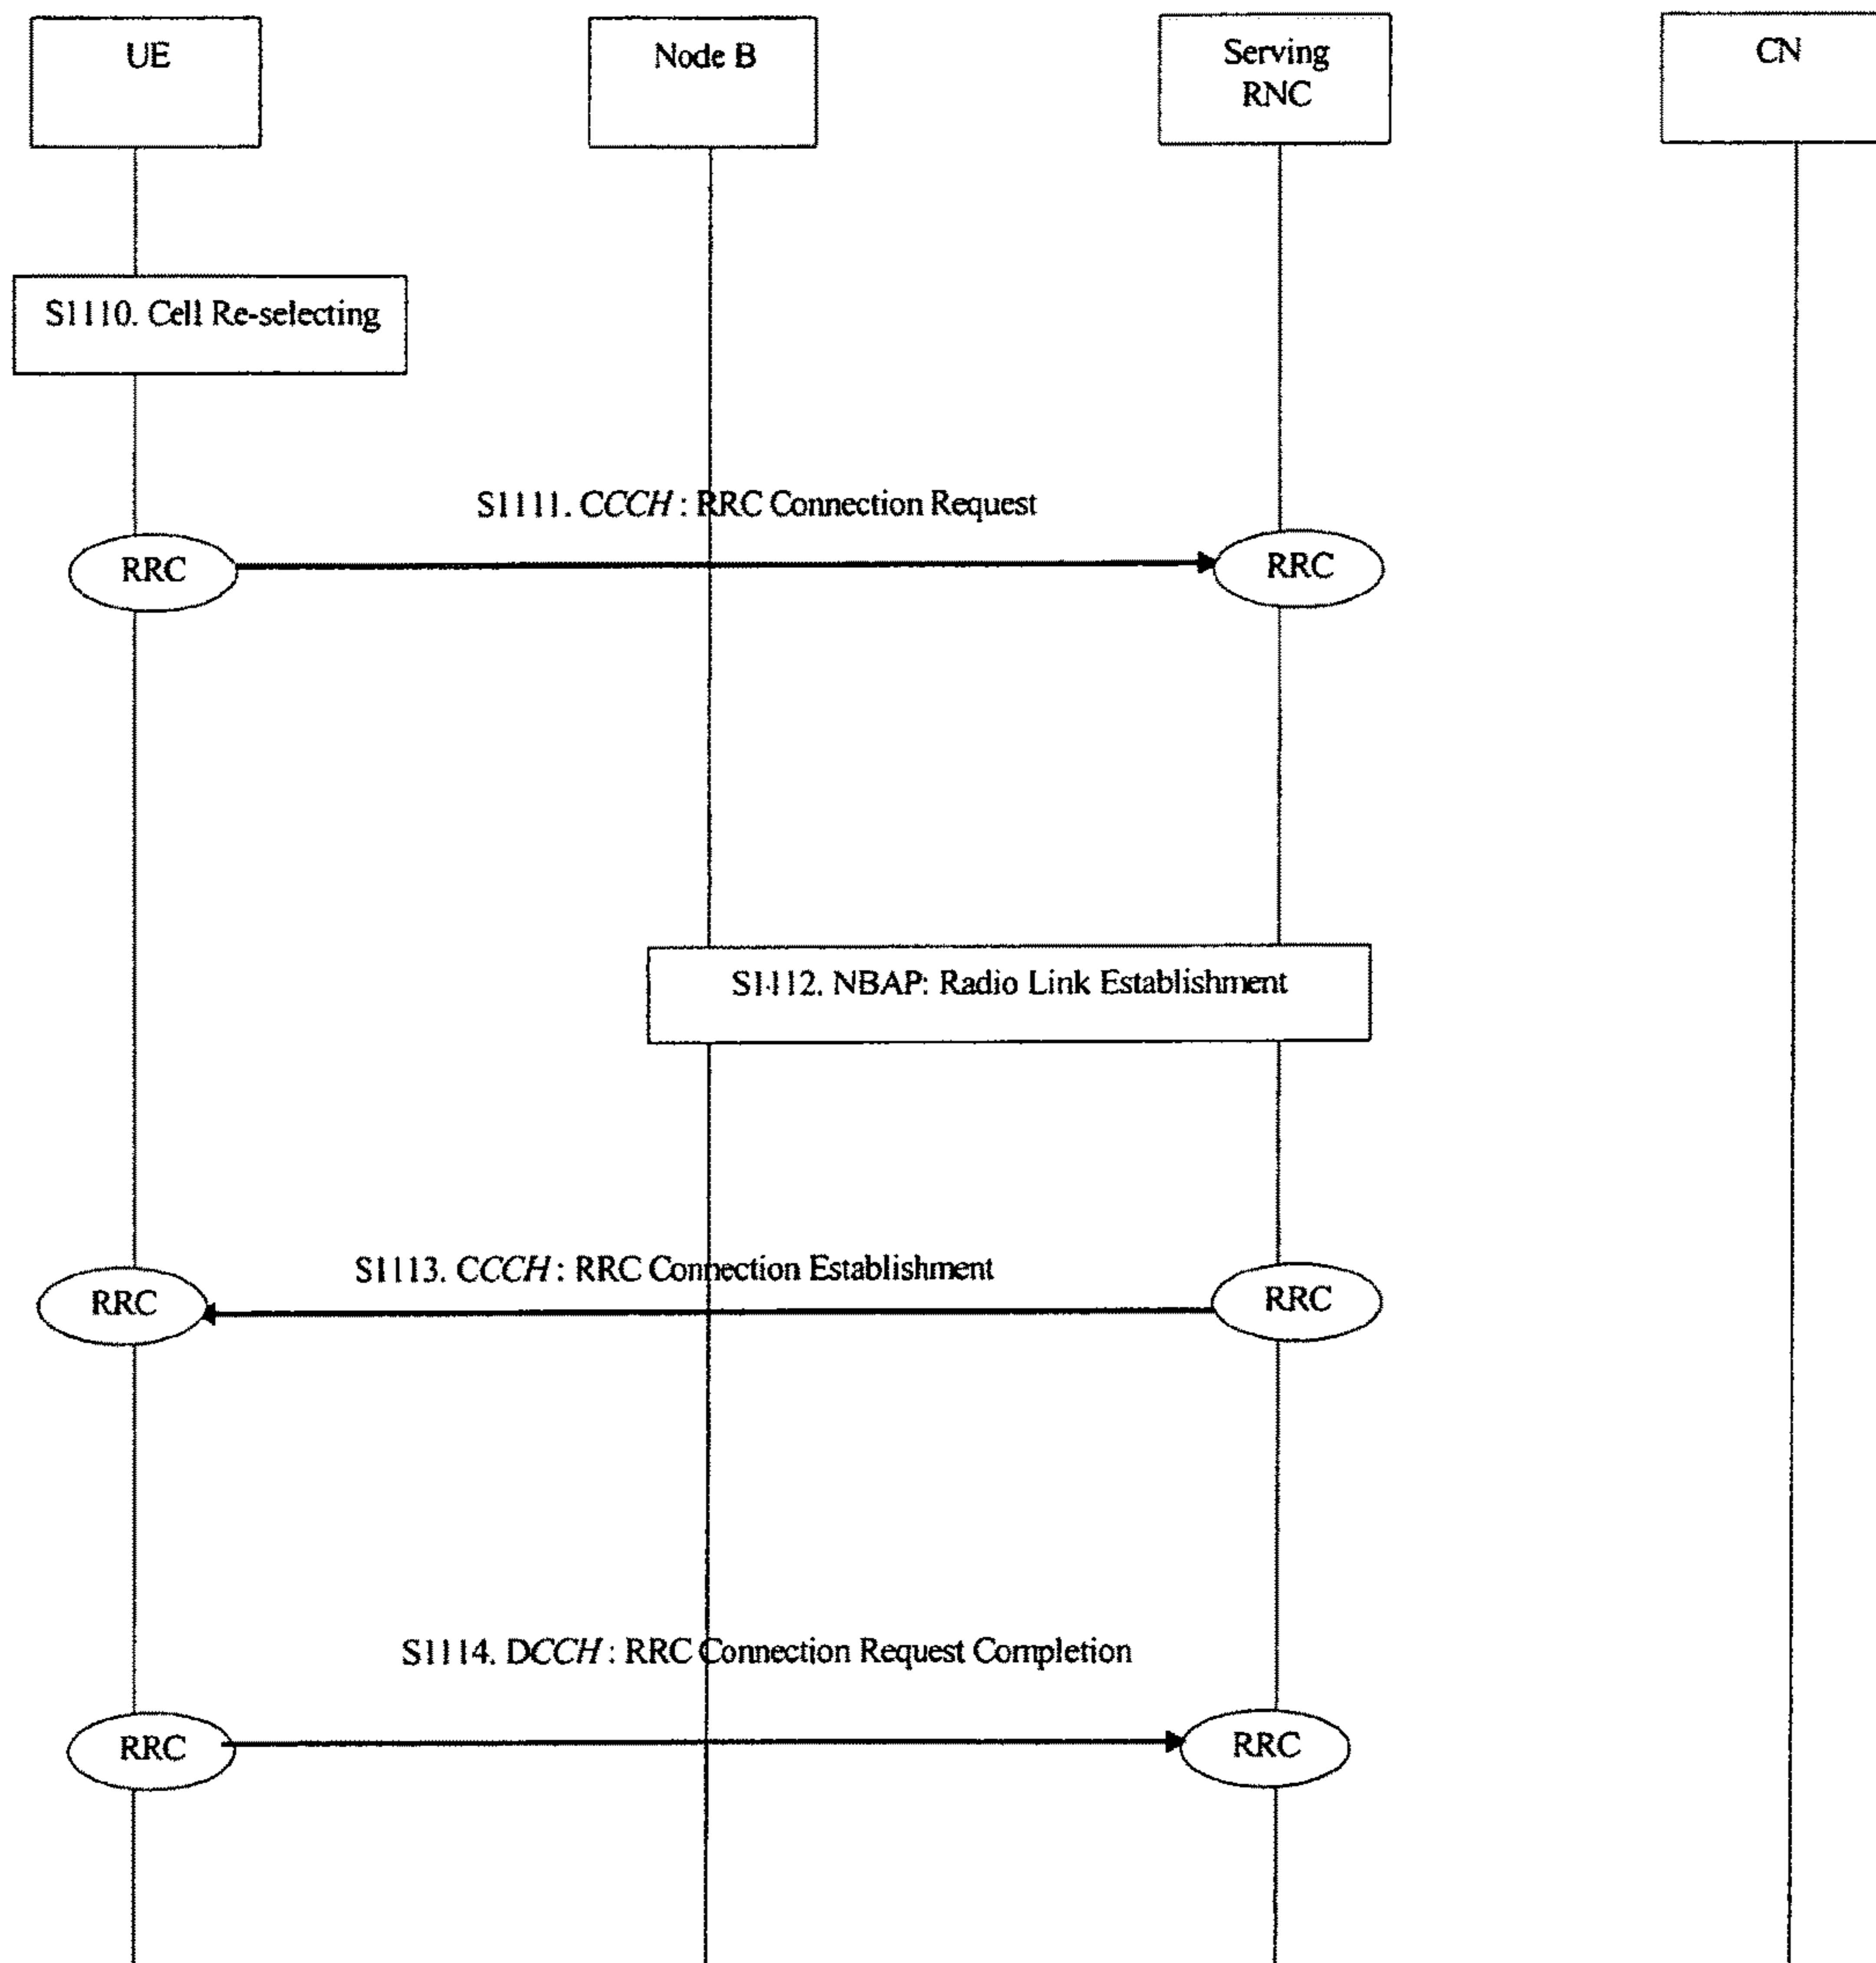 UE
Node B
Serving
RNC
CN
S1110. Cell Re-selecting
S1111. CCCH : RRC Connection Request
RRC
RRC
S1112. NBAP: Radio Link Establishment
S1113. CCCH : RRC Connection Establishment
RRC
RRC
S1114. DCCH : RRC Connection Request Completion
RRC
RRC